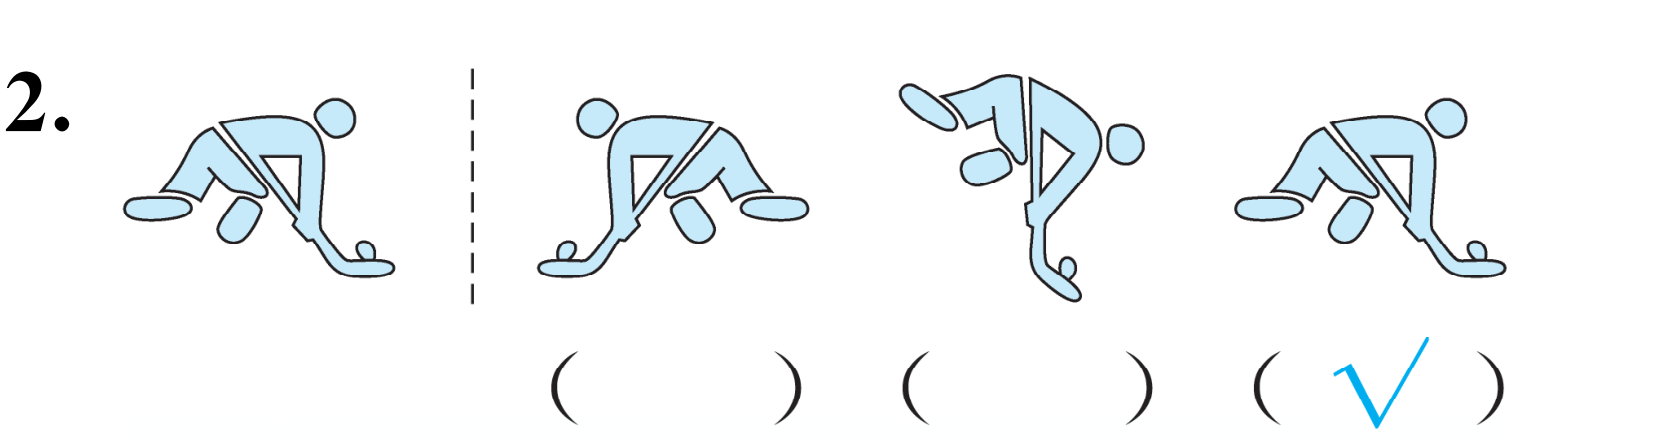 2.
( ) ( ) ( √ )